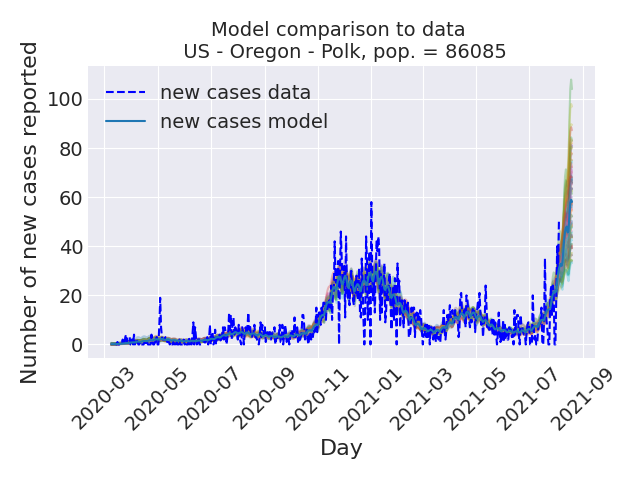 Model comparison to data
US - Oregon - Polk, pop. = 86085
Number of new cases reported
100
80
60
40
20
0
new cases data
new cases model
2020-03
2020-05
2020-07
2020-09
2020-11
2021-01
2021-03
2021-05
2021-07
2021-09
Day